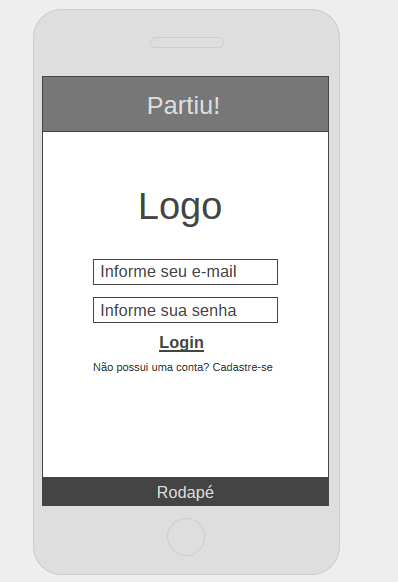 Partiu!
Logo
Informe seu e-mail
Informe sua senha
Login
Não possui uma conta? Cadastre-se
Rodapé